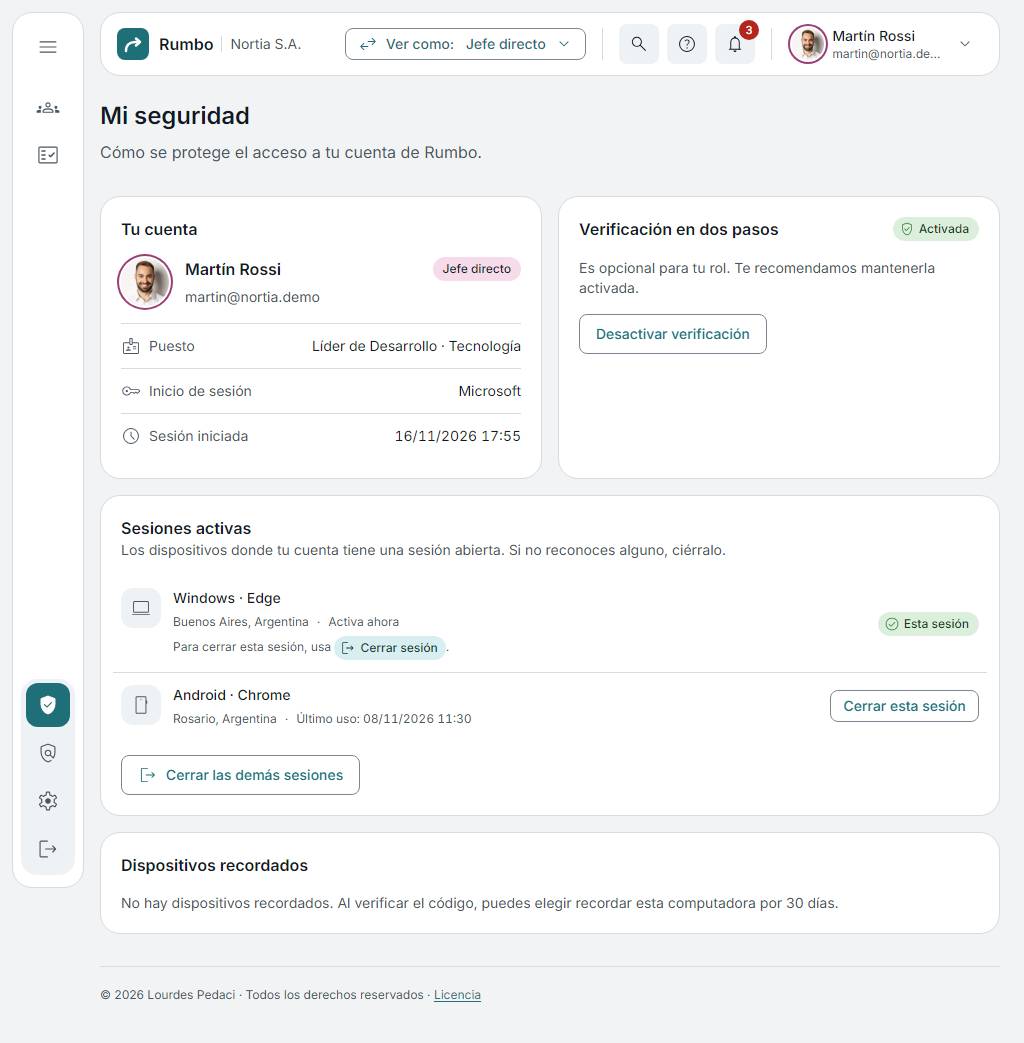 Rumbo
Nortia S.A.
Ver como: Jefe directo
3
Martín Rossi
martin@nortia.de...
Mi seguridad
Cómo se protege el acceso a tu cuenta de Rumbo.
Tu cuenta
Martín Rossi
Jefe directo
martin@nortia.demo
Puesto
Líder de Desarrollo · Tecnología
Inicio de sesión
Microsoft
Sesión iniciada
16/11/2026 17:55
Verificación en dos pasos
Activada
Es opcional para tu rol. Te recomendamos mantenerla
activada.
Desactivar verificación
Sesiones activas
Los dispositivos donde tu cuenta tiene una sesión abierta. Si no reconoces alguno, ciérralo.
Windows · Edge
Buenos Aires, Argentina · Activa ahora
Para cerrar esta sesión, usa Cerrar sesión.
Esta sesión
Android · Chrome
Rosario, Argentina · Último uso: 08/11/2026 11:30
Cerrar esta sesión
Cerrar las demás sesiones
Dispositivos recordados
No hay dispositivos recordados. Al verificar el código, puedes elegir recordar esta computadora por 30 días.
© 2026 Lourdes Pedaci · Todos los derechos reservados · Licencia